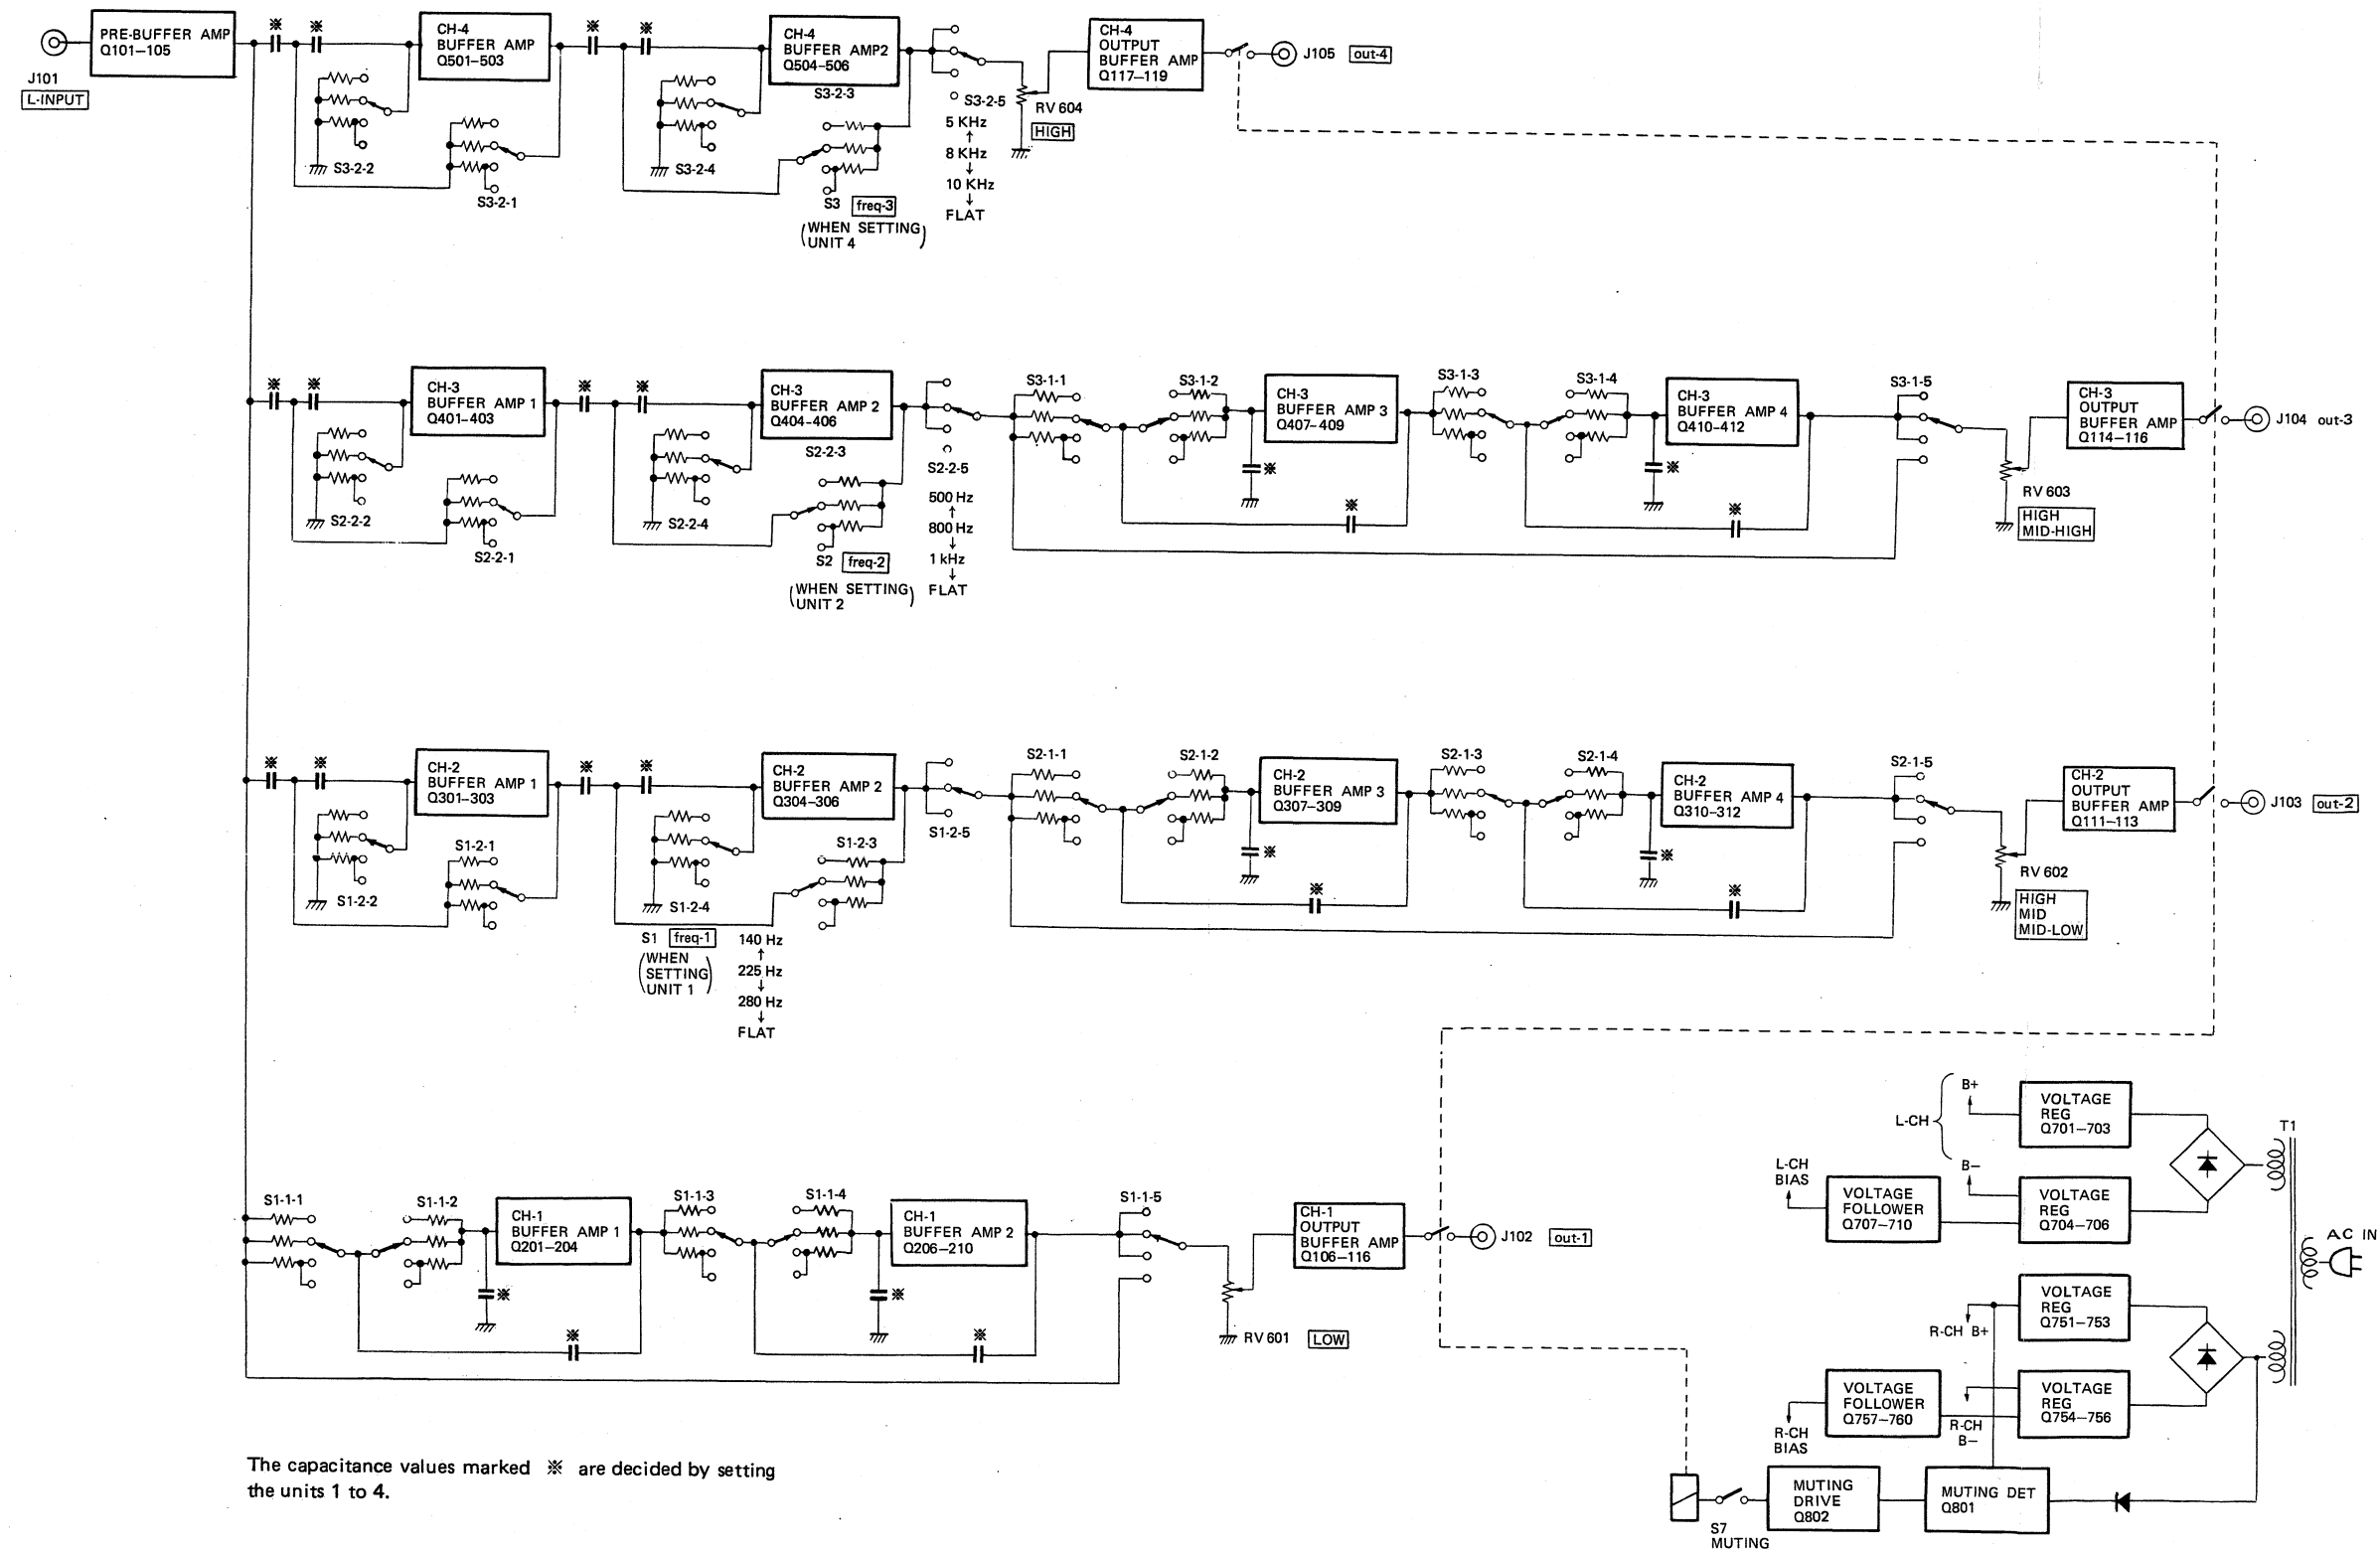 PRE-BUFFER AMP
Q101–105
J101
L-INPUT
※ ※
CH-4
BUFFER AMP
Q501–503
※ ※
CH-4
BUFFER AMP2
Q504–506
S3-2-3
S3-2-2
S3-2-1
S3-2-4
S3 freq-3
(WHEN SETTING
UNIT 4)
S3-2-5
5 KHz
↑
8 KHz
↓
10 KHz
↓
FLAT
RV 604
HIGH
CH-4
OUTPUT
BUFFER AMP
Q117–119
J105 out-4
※ ※
CH-3
BUFFER AMP 1
Q401–403
※ ※
CH-3
BUFFER AMP 2
Q404–406
S2-2-3
S2-2-2
S2-2-1
S2-2-4
S2 freq-2
(WHEN SETTING
UNIT 2)
S2-2-5
500 Hz
↑
800 Hz
↓
1 kHz
↓
FLAT
S3-1-1
S3-1-2
CH-3
BUFFER AMP 3
Q407–409
※
※
S3-1-3
S3-1-4
CH-3
BUFFER AMP 4
Q410–412
※
※
S3-1-5
RV 603
HIGH
MID-HIGH
CH-3
OUTPUT
BUFFER AMP
Q114–116
J104 out-3
※ ※
CH-2
BUFFER AMP 1
Q301–303
※ ※
CH-2
BUFFER AMP 2
Q304–306
S1-2-2
S1-2-1
S1-2-4
S1-2-3
S1-2-5
S1 freq-1
(WHEN
SETTING
UNIT 1)
140 Hz
↑
225 Hz
↓
280 Hz
↓
FLAT
S2-1-1
S2-1-2
CH-2
BUFFER AMP 3
Q307–309
※
※
S2-1-3
S2-1-4
CH-2
BUFFER AMP 4
Q310–312
※
※
S2-1-5
RV 602
HIGH
MID
MID-LOW
CH-2
OUTPUT
BUFFER AMP
Q111–113
J103 out-2
S1-1-1
S1-1-2
CH-1
BUFFER AMP 1
Q201–204
※
※
S1-1-3
S1-1-4
CH-1
BUFFER AMP 2
Q206–210
※
※
S1-1-5
RV 601 LOW
CH-1
OUTPUT
BUFFER AMP
Q106–116
J102 out-1
L-CH
B+
B–
VOLTAGE
REG
Q701–703
T1
L-CH
BIAS
VOLTAGE
FOLLOWER
Q707–710
VOLTAGE
REG
Q704–706
AC IN
R-CH B+
VOLTAGE
REG
Q751–753
R-CH
BIAS
VOLTAGE
FOLLOWER
Q757–760
R-CH
B–
VOLTAGE
REG
Q754–756
S7
MUTING
MUTING
DRIVE
Q802
MUTING DET
Q801
The capacitance values marked ※ are decided by setting
the units 1 to 4.